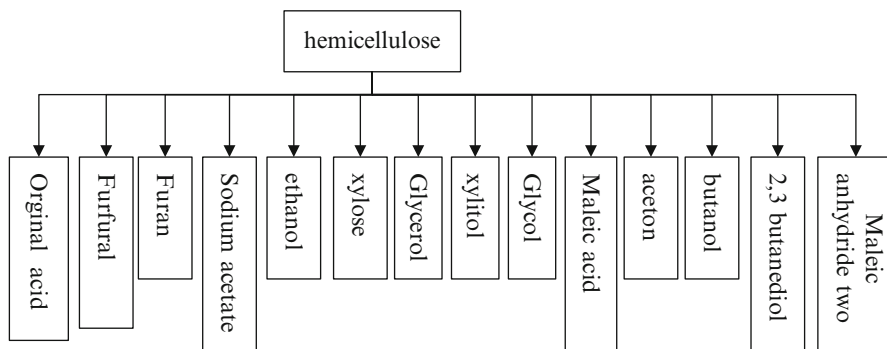 hemicellulose
Orginal acid
Furfural
Furan
Sodium acetate
ethanol
xylose
Glycerol
xylitol
Glycol
Maleic acid
aceton
butanol
2,3 butanediol
Maleic
anhydride two